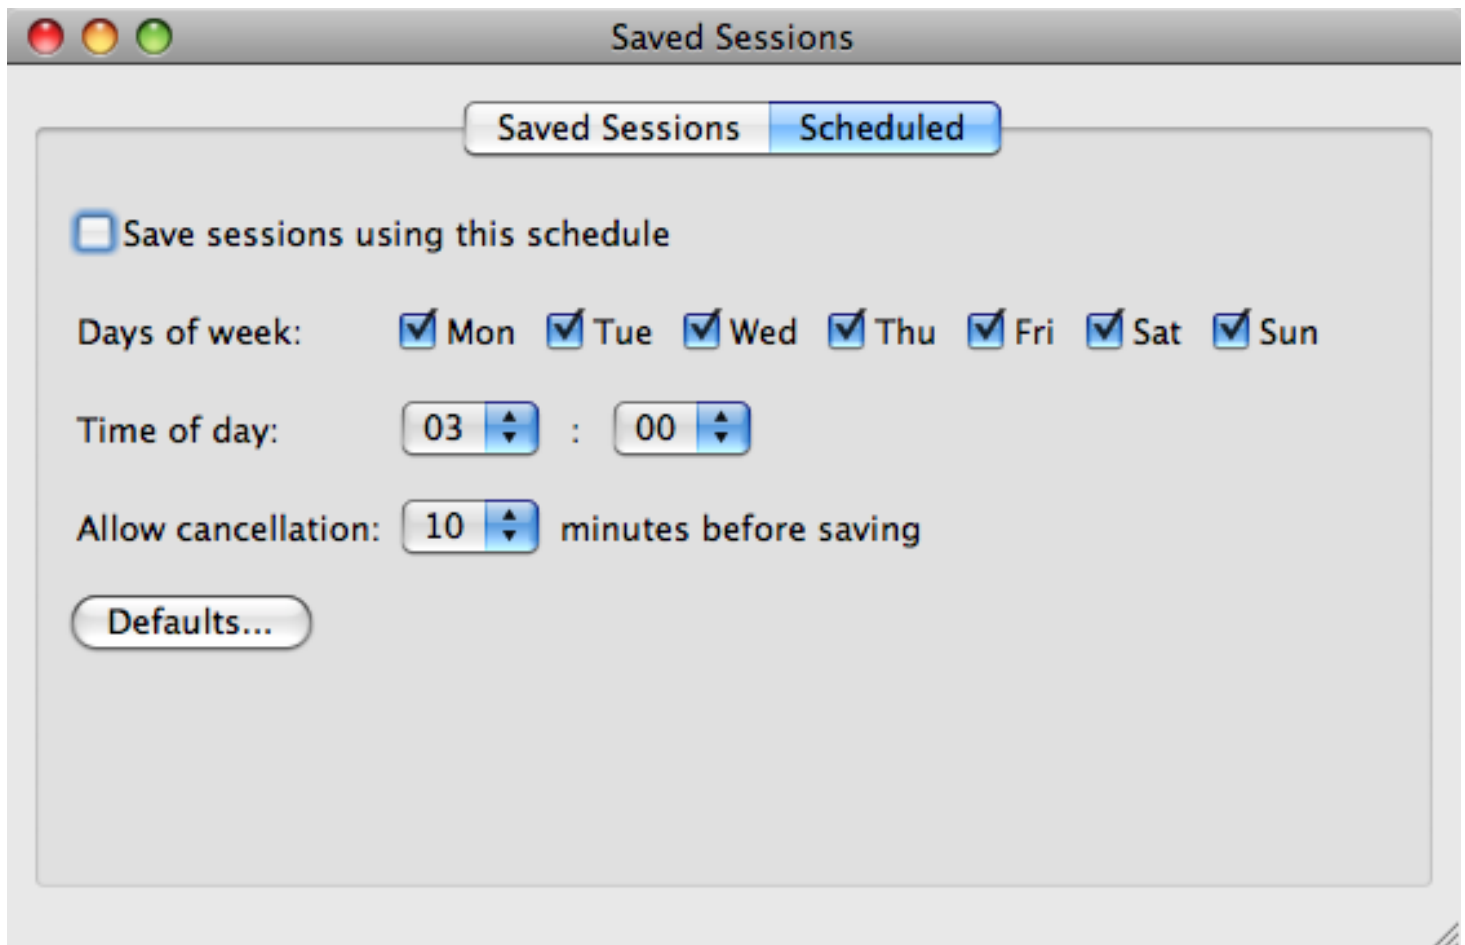 Saved Sessions
Saved Sessions Scheduled
Save sessions using this schedule
Days of week: Mon Tue Wed Thu Fri Sat Sun
Time of day: 03 : 00
Allow cancellation: 10 minutes before saving
Defaults...